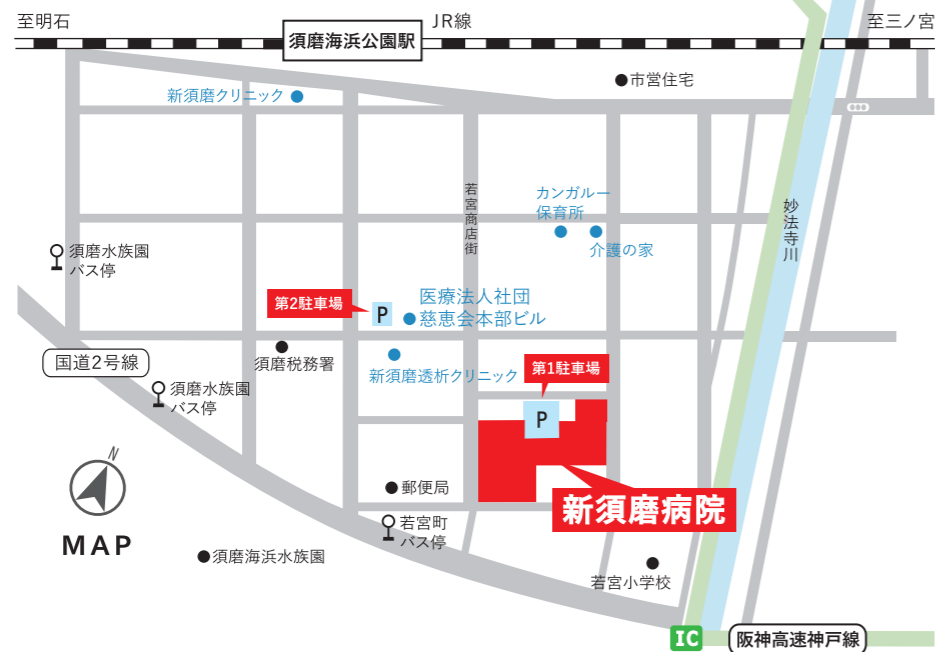 至明石
JR線
至三ノ宮
須磨海浜公園駅
市営住宅
新須磨クリニック
若宮商店街
カンガルー
保育所
介護の家
妙法寺川
須磨水族園
バス停
第2駐車場
P
医療法人社団
慈恵会本部ビル
国道2号線
須磨税務署
新須磨透析クリニック
第1駐車場
P
須磨水族園
バス停
N
MAP
郵便局
新須磨病院
若宮町
バス停
須磨海浜水族園
若宮小学校
IC
阪神高速神戸線